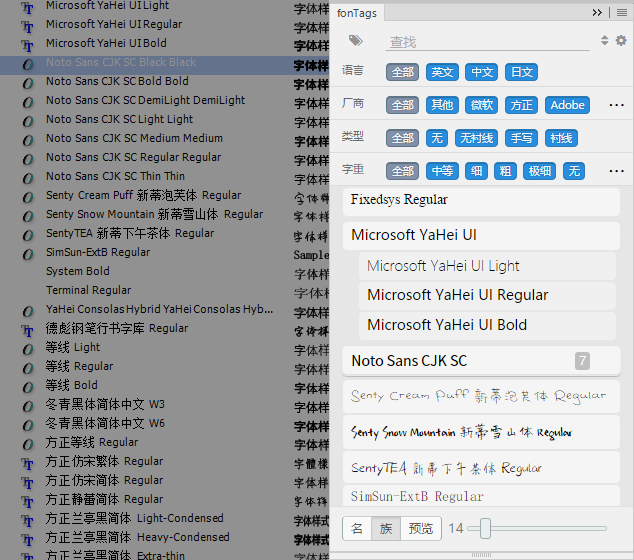 Microsoft YaHei UI Light 字体样
Microsoft YaHei UI Regular 字体样
Microsoft YaHei UI Bold 字体样
Noto Sans CJK SC Black Black 字体样
Noto Sans CJK SC Bold Bold 字体样
Noto Sans CJK SC DemiLight DemiLight 字体样
Noto Sans CJK SC Light Light 字体样
Noto Sans CJK SC Medium Medium 字体样
Noto Sans CJK SC Regular Regular 字体样
Noto Sans CJK SC Thin Thin 字体样
Senty Cream Puff 新蒂泡芙体 Regular 字体样
Senty Snow Mountain 新蒂雪山体 Regular 字体样
SentyTEA 新蒂下午茶体 Regular 字体样
SimSun-ExtB Regular Sample
System Bold 字体样
Terminal Regular 字体样
YaHei Consolas Hybrid YaHei Consolas Hyb... 字体样
德彪钢笔行书字库 Regular 字体样
等线 Light 字体样
等线 Regular 字体样
等线 Bold 字体样
冬青黑体简体中文 W3 字体样
冬青黑体简体中文 W6 字体样
方正等线 Regular 字体样
方正仿宋繁体 Regular 字體樣
方正仿宋简体 Regular 字体样
方正静蕾简体 Regular 字体样
方正兰亭黑简体 Light-Condensed 字体样式
方正兰亭黑简体 Heavy-Condensed 字体样式
方正兰亭黑简体 Extra-thin 字体样
fonTags
查找
语言 全部 英文 中文 日文
厂商 全部 其他 微软 方正 Adobe ...
类型 全部 无 无衬线 手写 衬线
字重 全部 中等 细 粗 极细 无 ...
Fixedsys Regular
Microsoft YaHei UI
Microsoft YaHei UI Light
Microsoft YaHei UI Regular
Microsoft YaHei UI Bold
Noto Sans CJK SC 7
Senty Cream Puff 新蒂泡芙体 Regular
Senty Snow Mountain 新蒂雪山体 Regular
SentyTEA 新蒂下午茶体 Regular
SimSun-ExtB Regular
名 族 预览 14